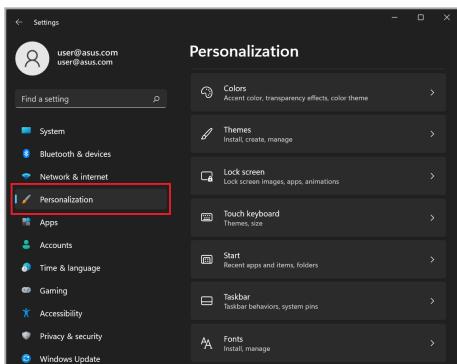 Settings
user@asus.com
user@asus.com
Find a setting
System
Bluetooth & devices
Network & internet
Personalization
Apps
Accounts
Time & language
Gaming
Accessibility
Privacy & security
Windows Update
Personalization
Colors
Accent color, transparency effects, color theme
Themes
Install, create, manage
Lock screen
Lock screen images, apps, animations
Touch keyboard
Themes, size
Start
Recent apps and items, folders
Taskbar
Taskbar behaviors, system pins
Fonts
Install, manage